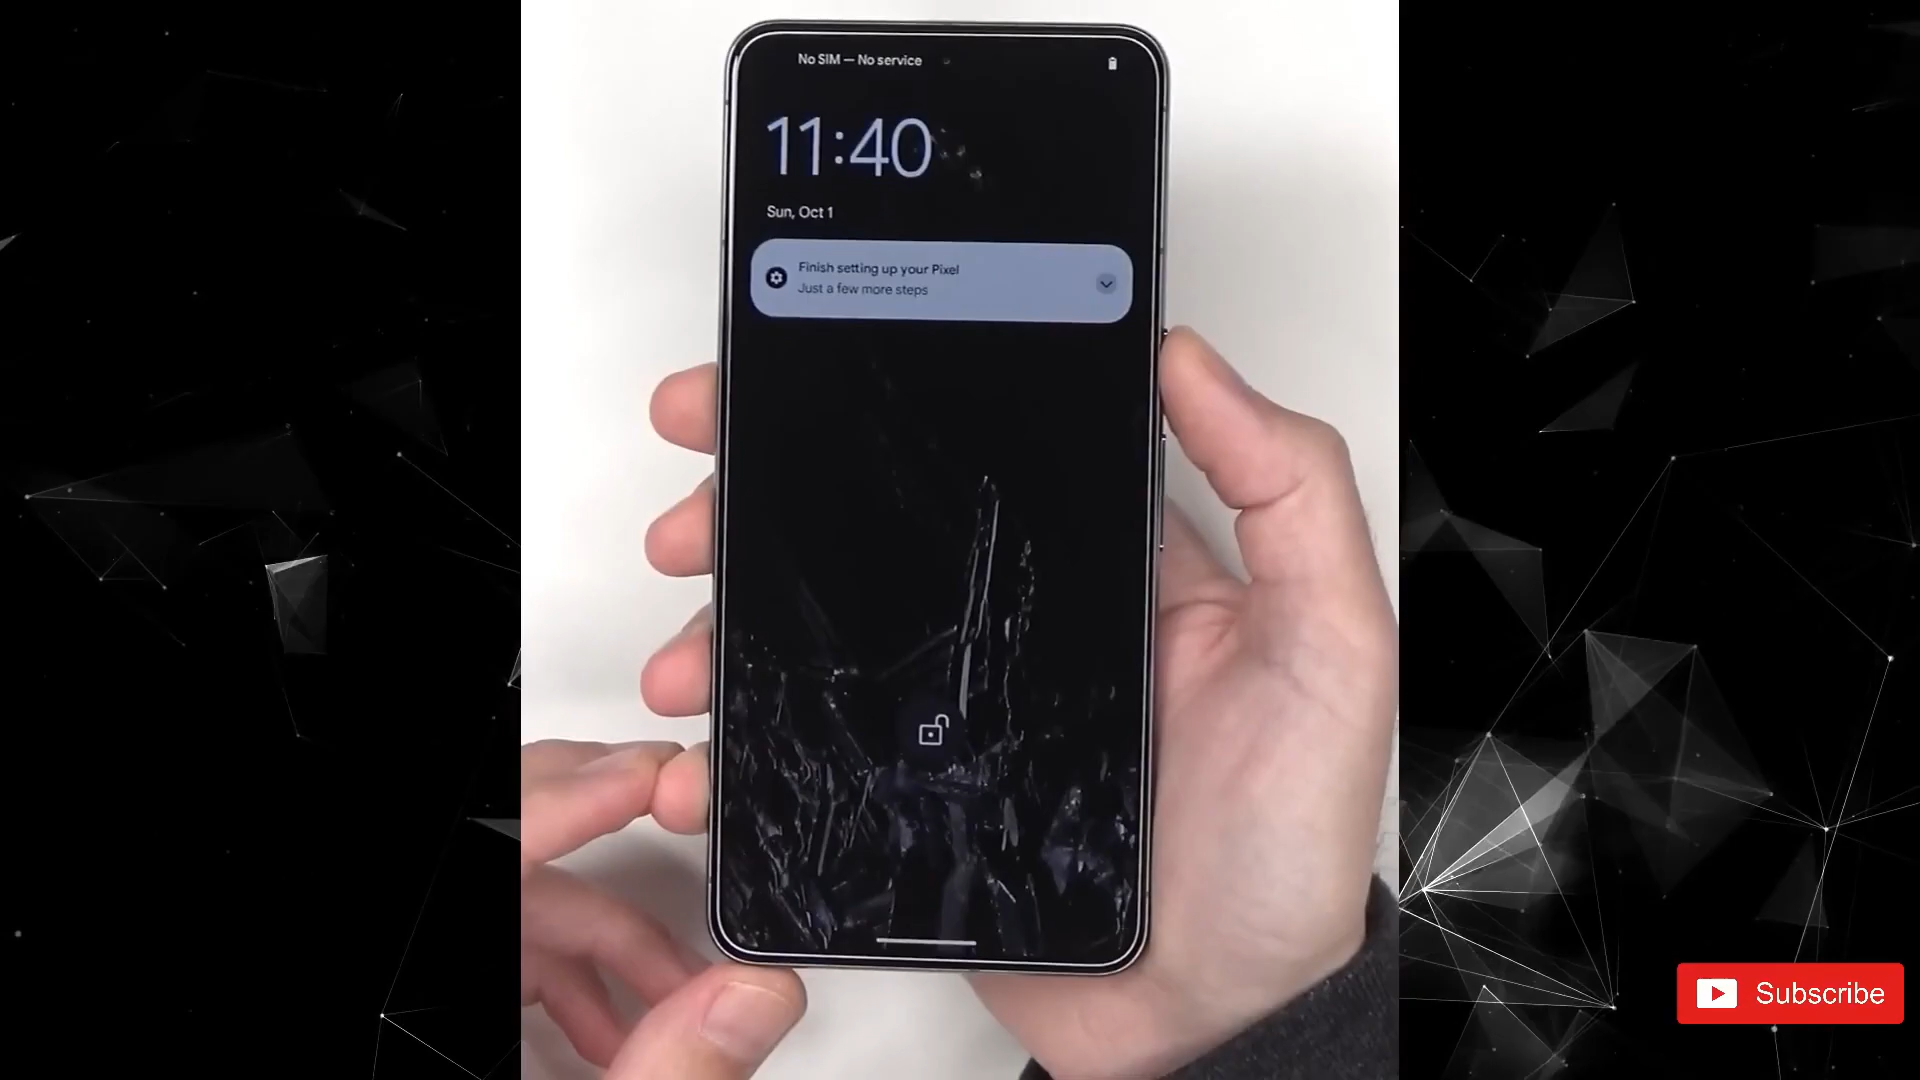 No SIM — No service
11:40
Sun, Oct 1
Finish setting up your Pixel
Just a few more steps
Subscribe